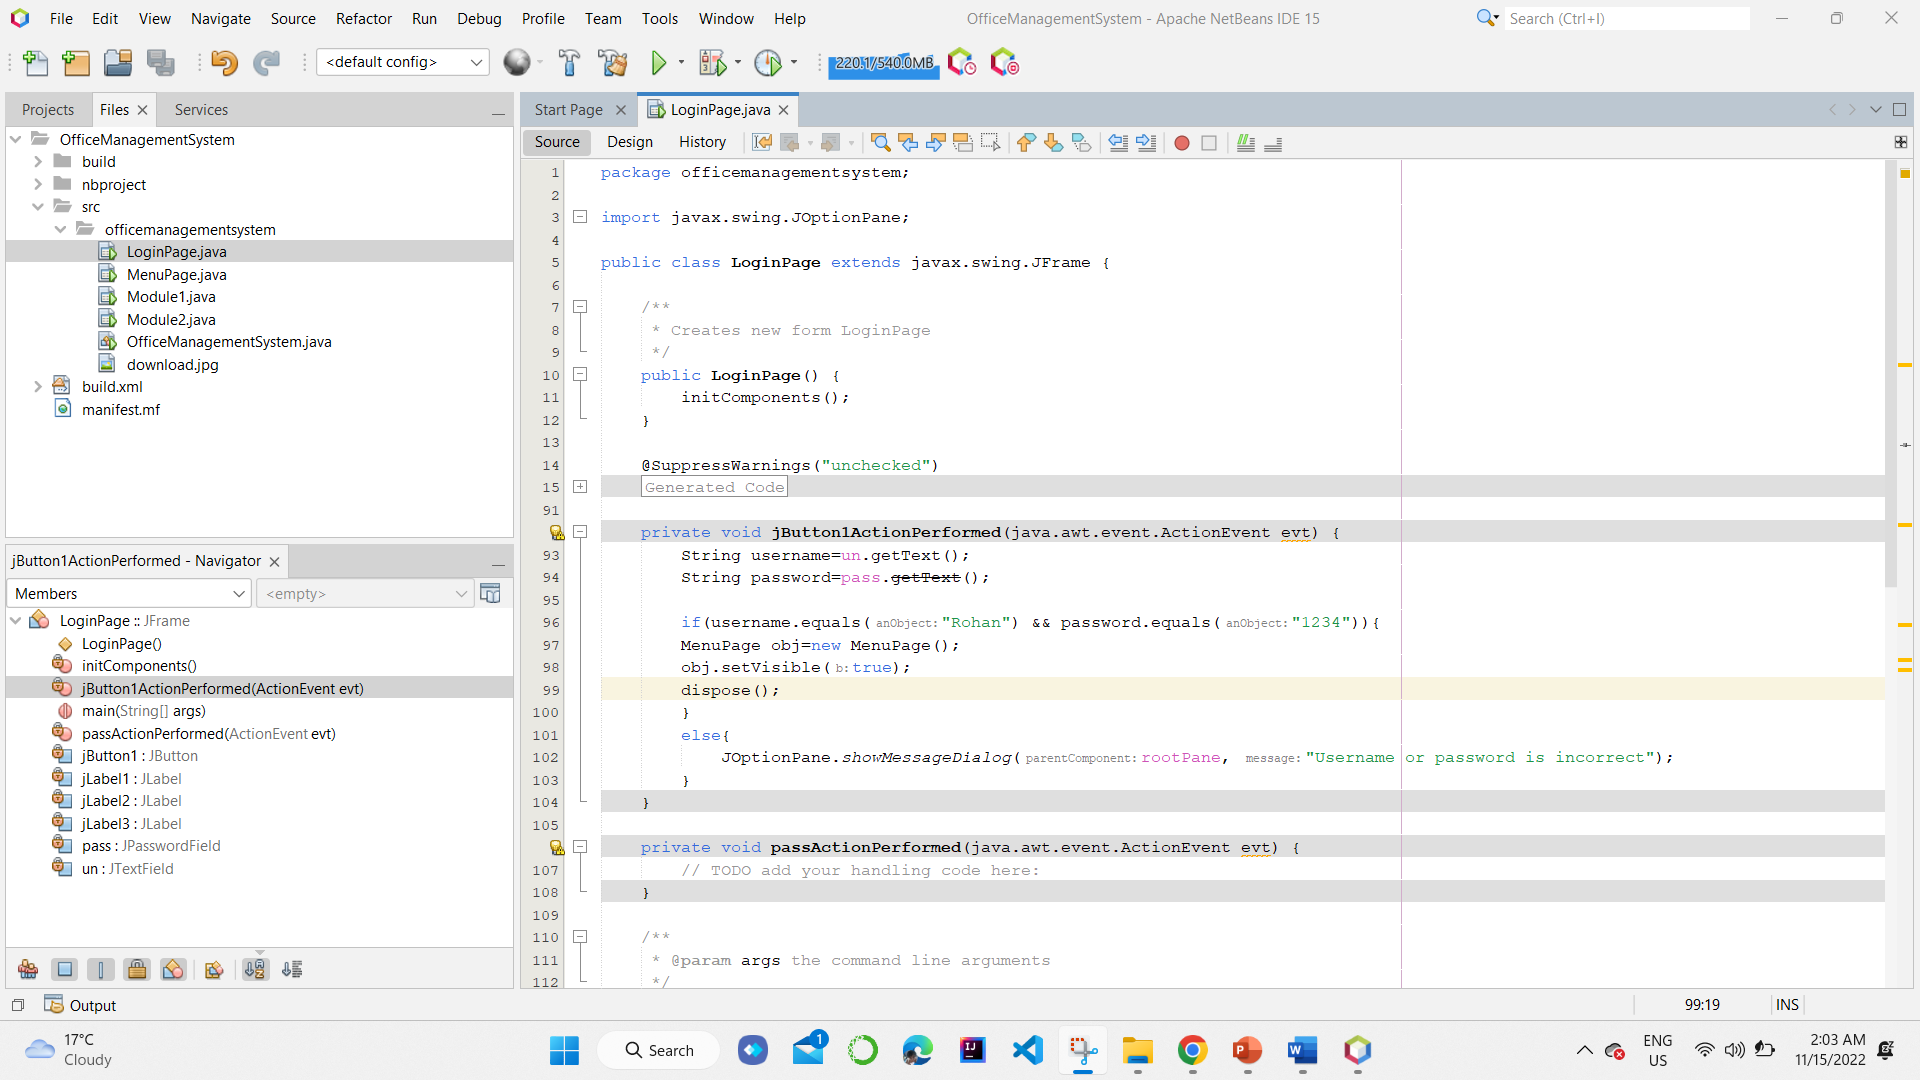 File Edit View Navigate Source Refactor Run Debug Profile Team Tools Window Help
OfficeManagementSystem - Apache NetBeans IDE 15
Search (Ctrl+I)
<default config>
220.1/540.0MB
Projects Files Services
OfficeManagementSystem
build
nbproject
src
officemanagementsystem
LoginPage.java
MenuPage.java
Module1.java
Module2.java
OfficeManagementSystem.java
download.jpg
build.xml
manifest.mf
jButton1ActionPerformed - Navigator
Members <empty>
LoginPage :: JFrame
LoginPage()
initComponents()
jButton1ActionPerformed(ActionEvent evt)
main(String[] args)
passActionPerformed(ActionEvent evt)
jButton1 : JButton
jLabel1 : JLabel
jLabel2 : JLabel
jLabel3 : JLabel
pass : JPasswordField
un : JTextField
Start Page LoginPage.java
Source Design History
1 package officemanagementsystem;
2
3 import javax.swing.JOptionPane;
4
5 public class LoginPage extends javax.swing.JFrame {
6
7 /**
8 * Creates new form LoginPage
9 */
10 public LoginPage() {
11 initComponents();
12 }
13
14 @SuppressWarnings("unchecked")
15 Generated Code
91
private void jButton1ActionPerformed(java.awt.event.ActionEvent evt) {
93 String username=un.getText();
94 String password=pass.getText();
95
96 if(username.equals(anObject:"Rohan") && password.equals(anObject:"1234")){
97 MenuPage obj=new MenuPage();
98 obj.setVisible(b:true);
99 dispose();
100 }
101 else{
102 JOptionPane.showMessageDialog(parentComponent:rootPane, message:"Username or password is incorrect");
103 }
104 }
105
private void passActionPerformed(java.awt.event.ActionEvent evt) {
107 // TODO add your handling code here:
108 }
109
110 /**
111 * @param args the command line arguments
112 */
Output
99:19 INS
17°C
Cloudy
Search
1
ENG
US
2:03 AM
11/15/2022